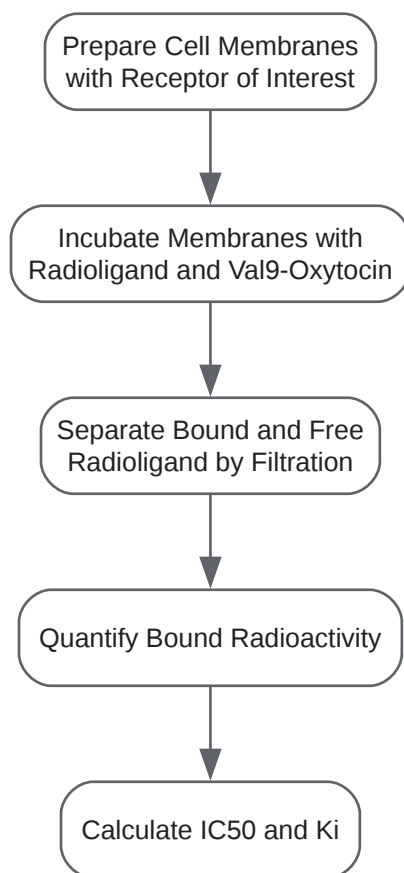 Prepare Cell Membranes
with Receptor of Interest
Incubate Membranes with
Radioligand and Val9-Oxytocin
Separate Bound and Free
Radioligand by Filtration
Quantify Bound Radioactivity
Calculate IC50 and Ki